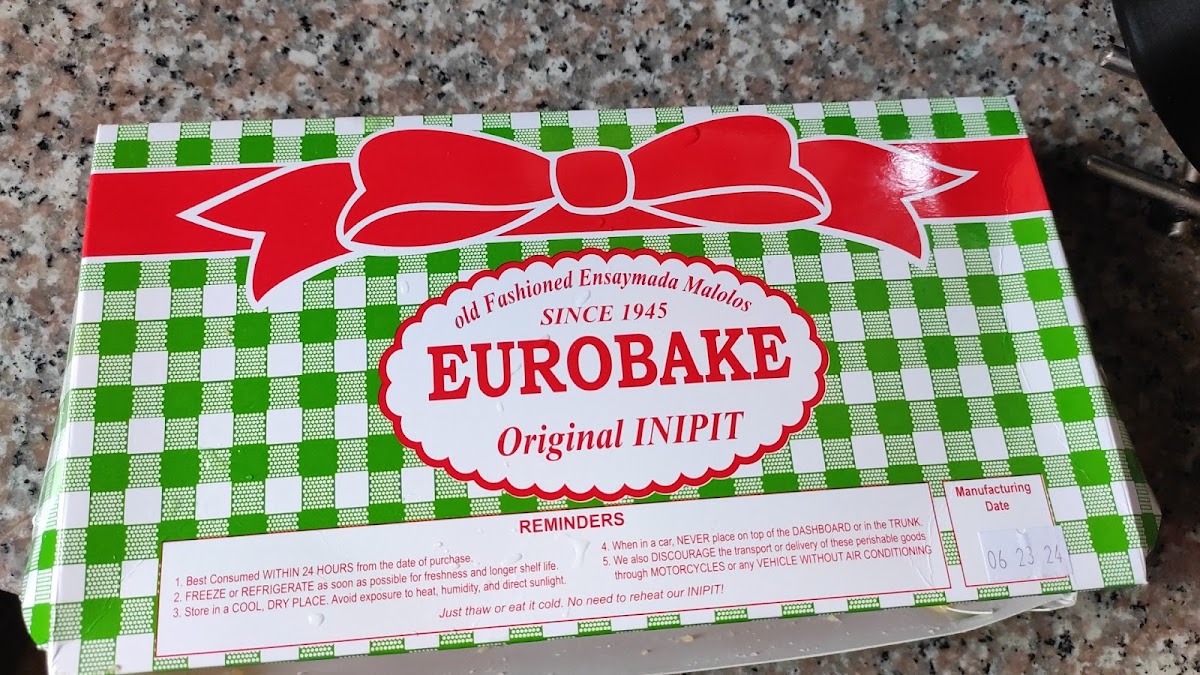 old Fashioned Ensaymada Malolos
SINCE 1945
EUROBAKE
Original INIPIT
REMINDERS
1. Best Consumed WITHIN 24 HOURS from the date of purchase.
2. FREEZE or REFRIGERATE as soon as possible for freshness and longer shelf life.
3. Store in a COOL, DRY PLACE. Avoid exposure to heat, humidity, ahd direct sunlight.
4. When in a car, NEVER place on top of the DASHBOARD or in the TRUNK.
5. We also DISCOURAGE the transport or delivery of these perishable goods
through MOTORCYCLES or any VEHICLE WITHOUT AIR CONDITIONING
Just thaw or eat it cold. No need to reheat our INIPIT!
Manufacturing
Date
06 23 24